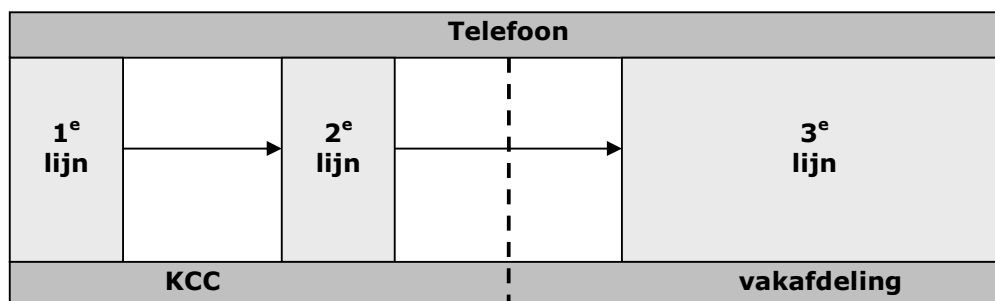 Telefoon
1e
lijn
2e
lijn
3e
lijn
KCC
vakafdeling